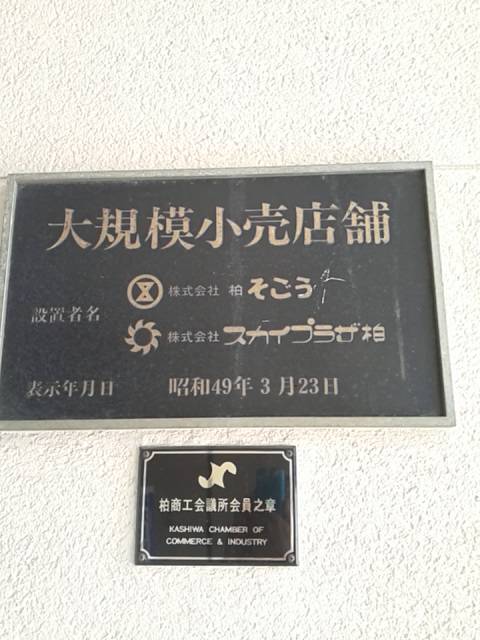 大規模小売店舗
設置者名
株式会社 柏 そごう
株式会社 スカイプラザ柏
表示年月日 昭和49年3月23日
柏商工会議所会員之章
KASHIWA CHAMBER OF
COMMERCE & INDUSTRY